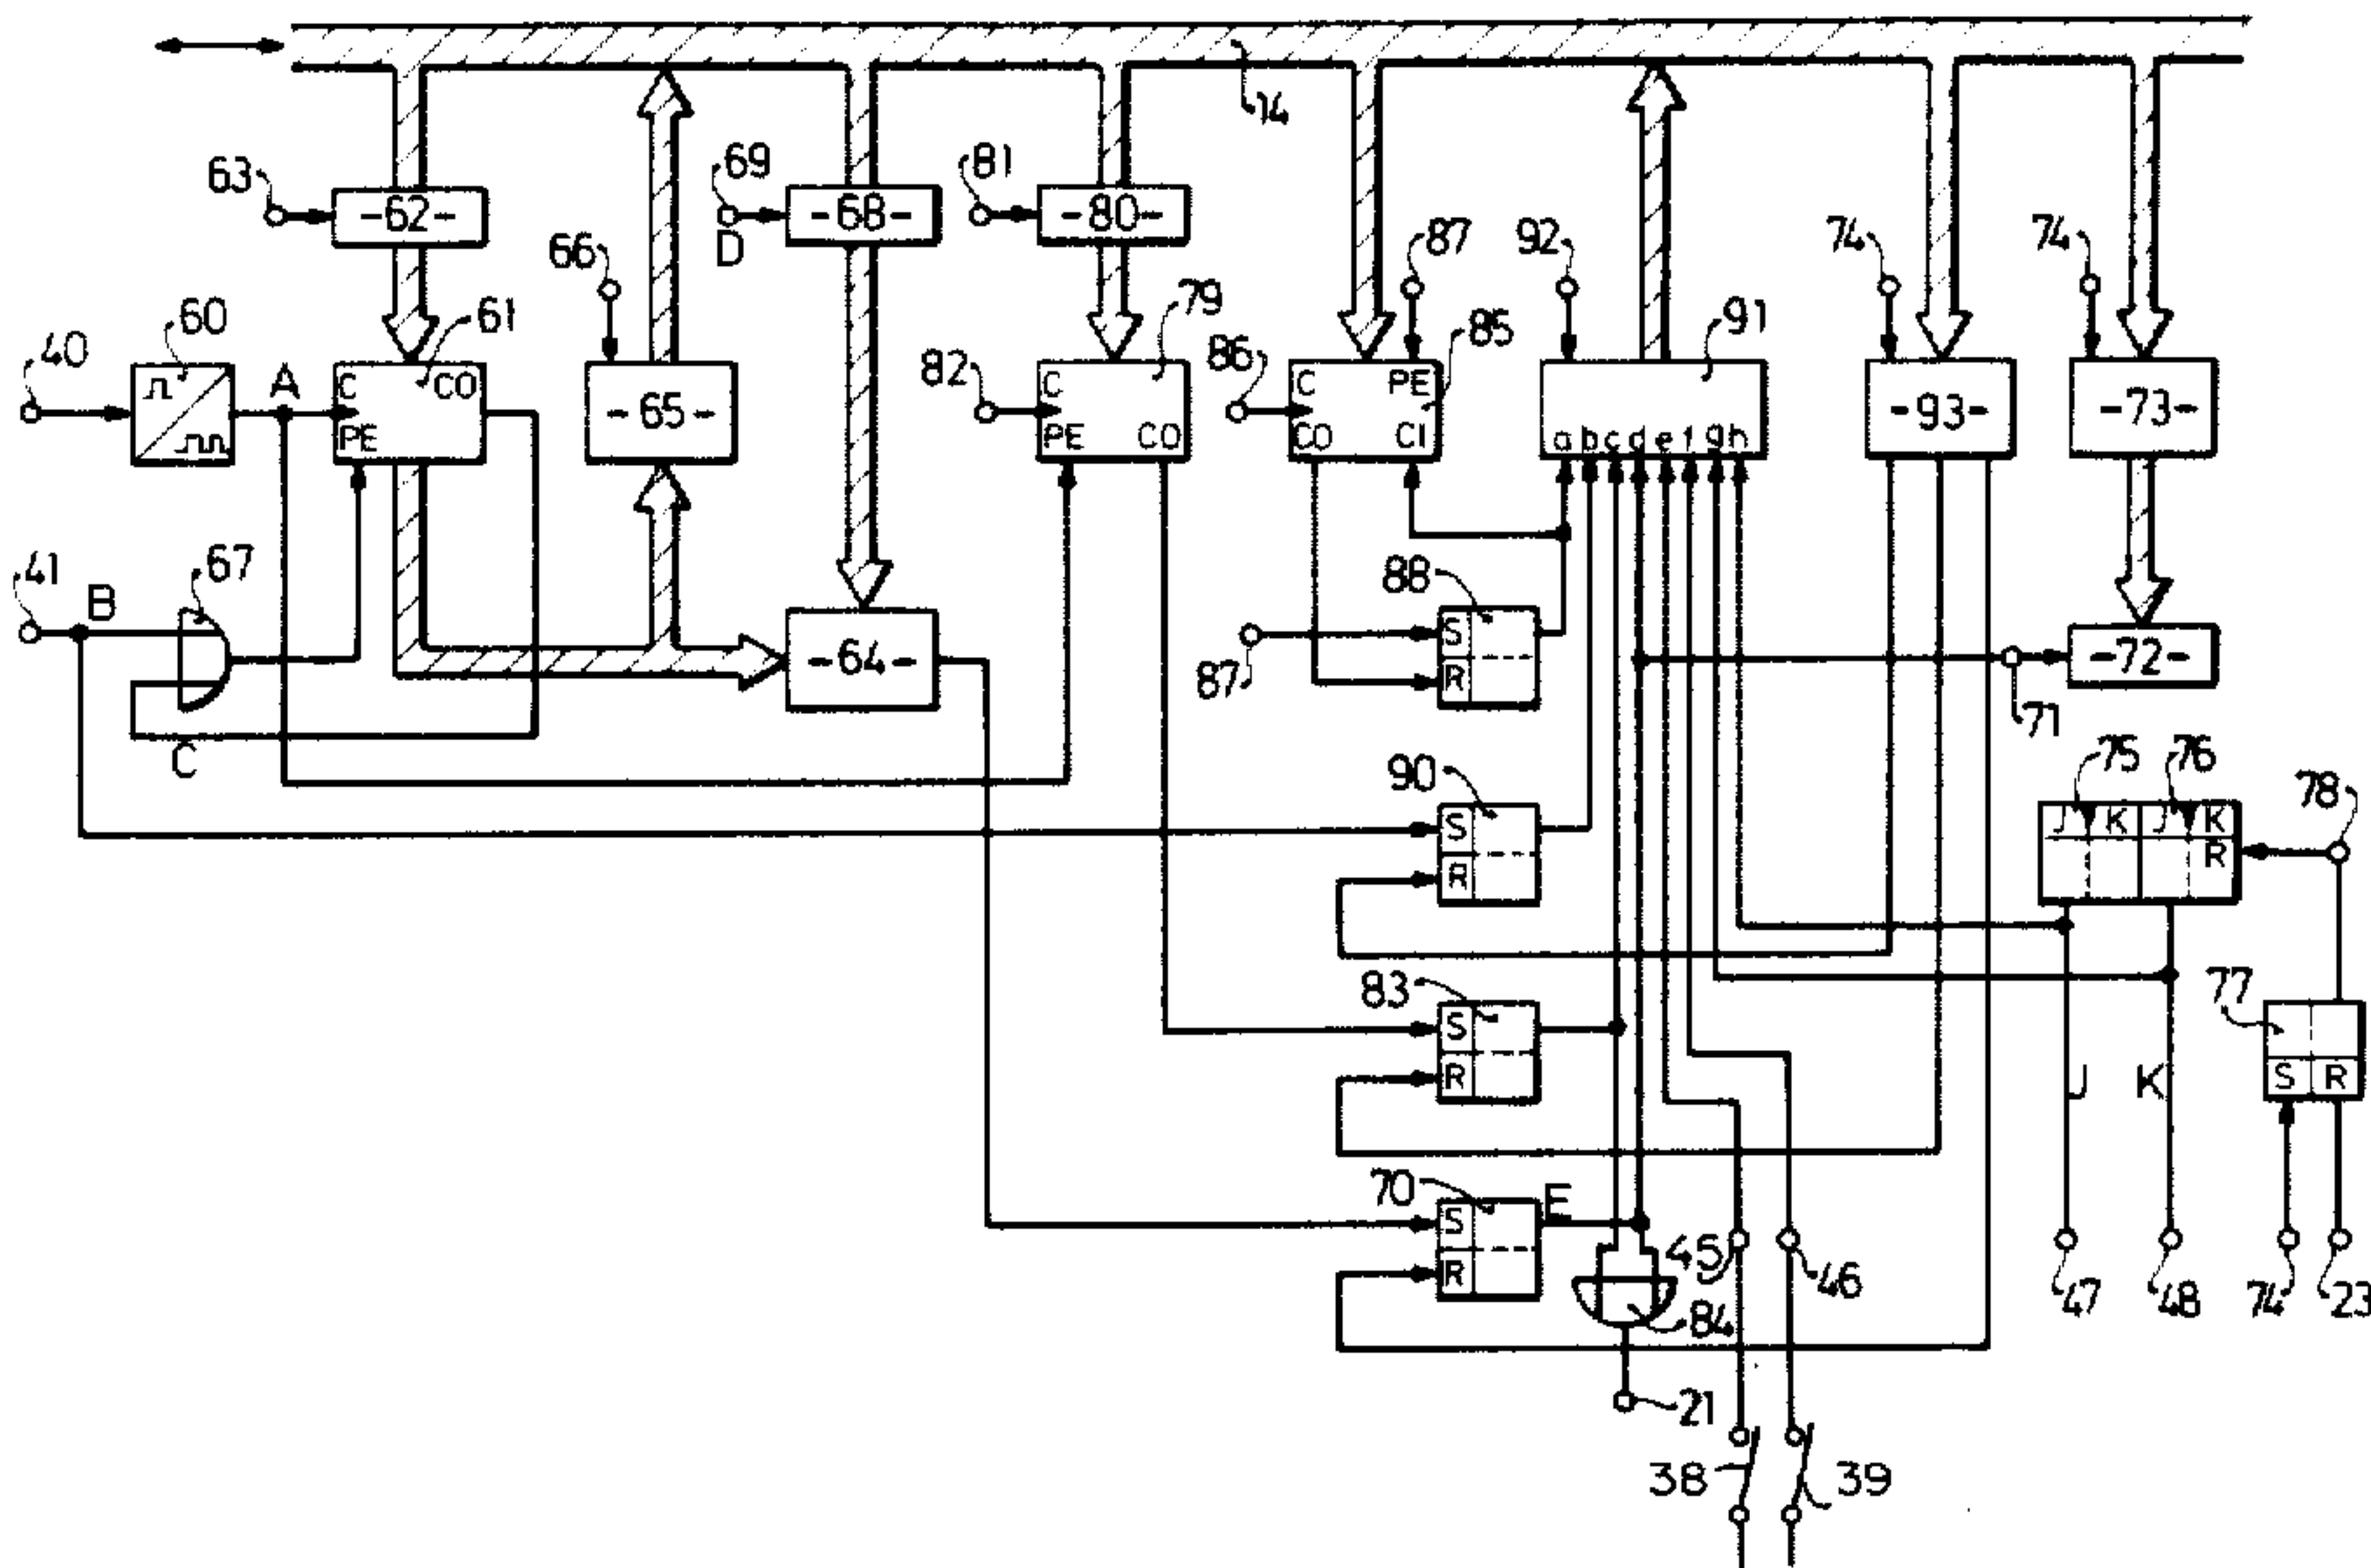 14
63
-62-
69
D
-68-
81
-80-
66
87
92
74
74
40
60
61
C
CO
PE
A
-65-
82
79
C
PE
CO
86
85
C
PE
CO
CI
91
a b c d e f g h
-93-
-73-
41
B
67
C
-64-
88
S
R
87
-72-
71
90
S
R
75
76
J
K
J
K
R
78
83
S
R
77
S
R
J
K
70
S
R
E
45
46
84
47
48
74
23
21
38
39